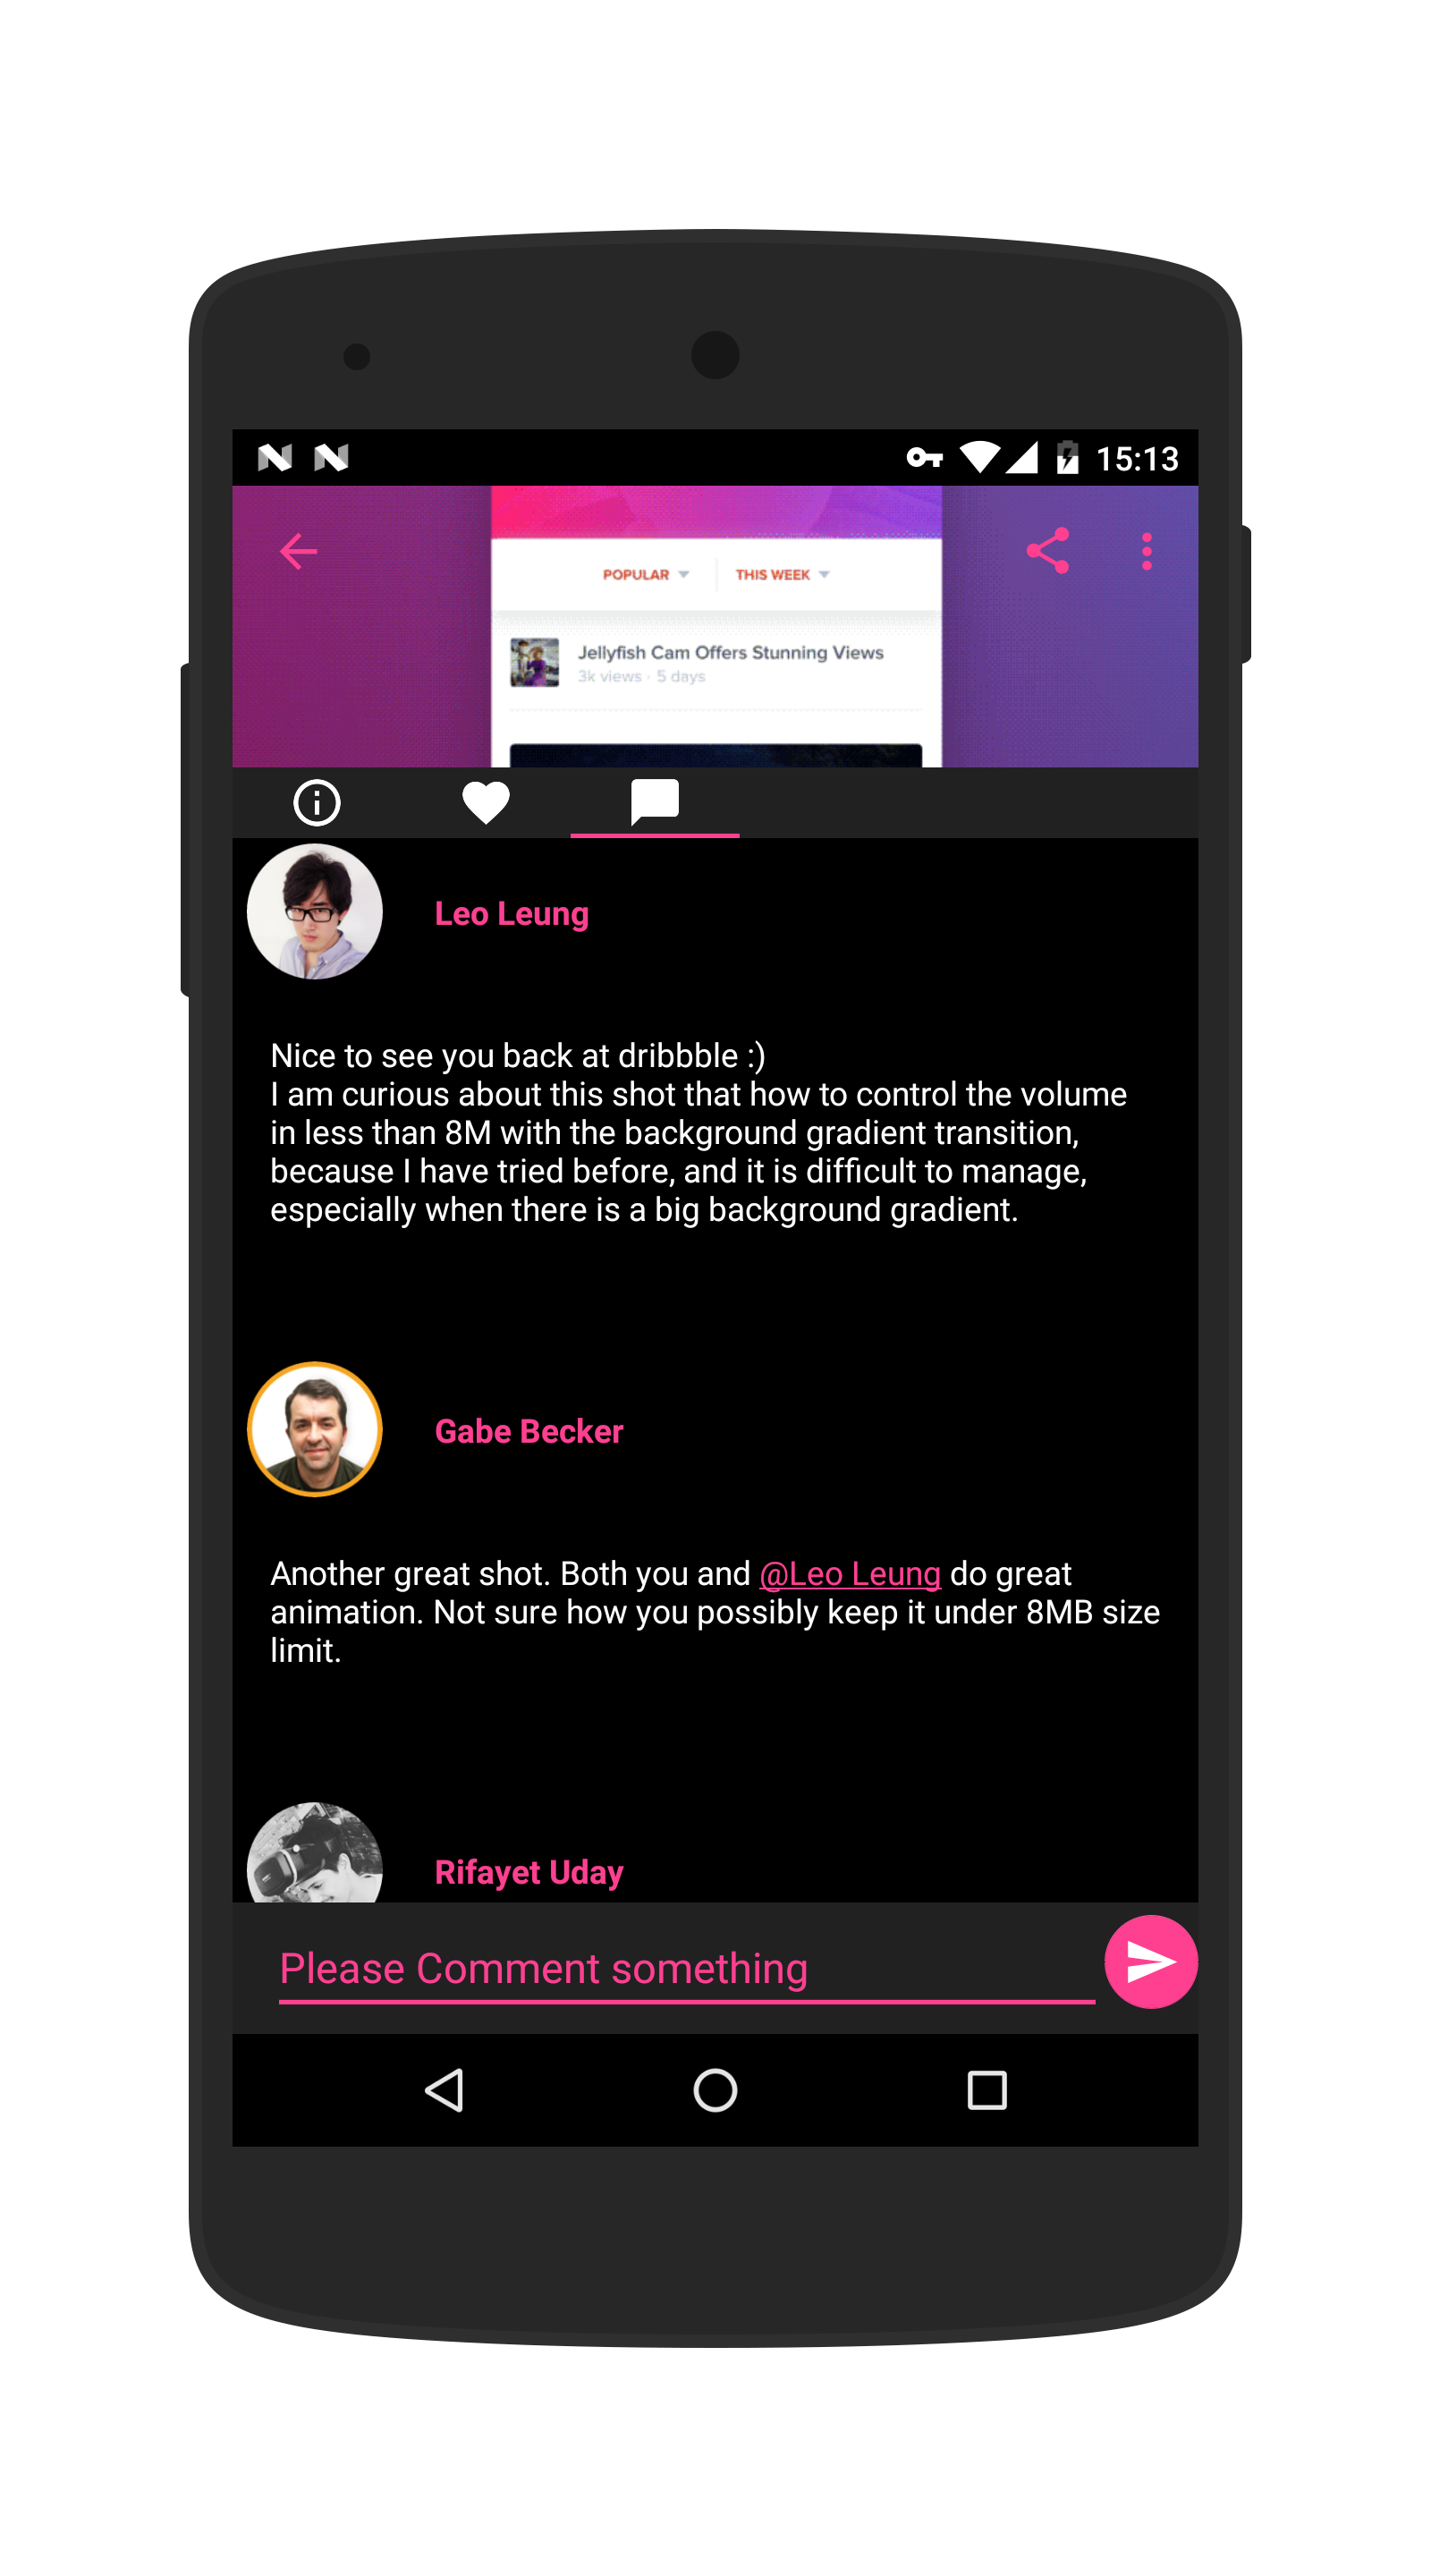 15:13
POPULAR THIS WEEK
Jellyfish Cam Offers Stunning Views
3k views · 5 days
Leo Leung
Nice to see you back at dribbble :)
I am curious about this shot that how to control the volume
in less than 8M with the background gradient transition,
because I have tried before, and it is difficult to manage,
especially when there is a big background gradient.
Gabe Becker
Another great shot. Both you and @Leo Leung do great
animation. Not sure how you possibly keep it under 8MB size
limit.
Rifayet Uday
Please Comment something